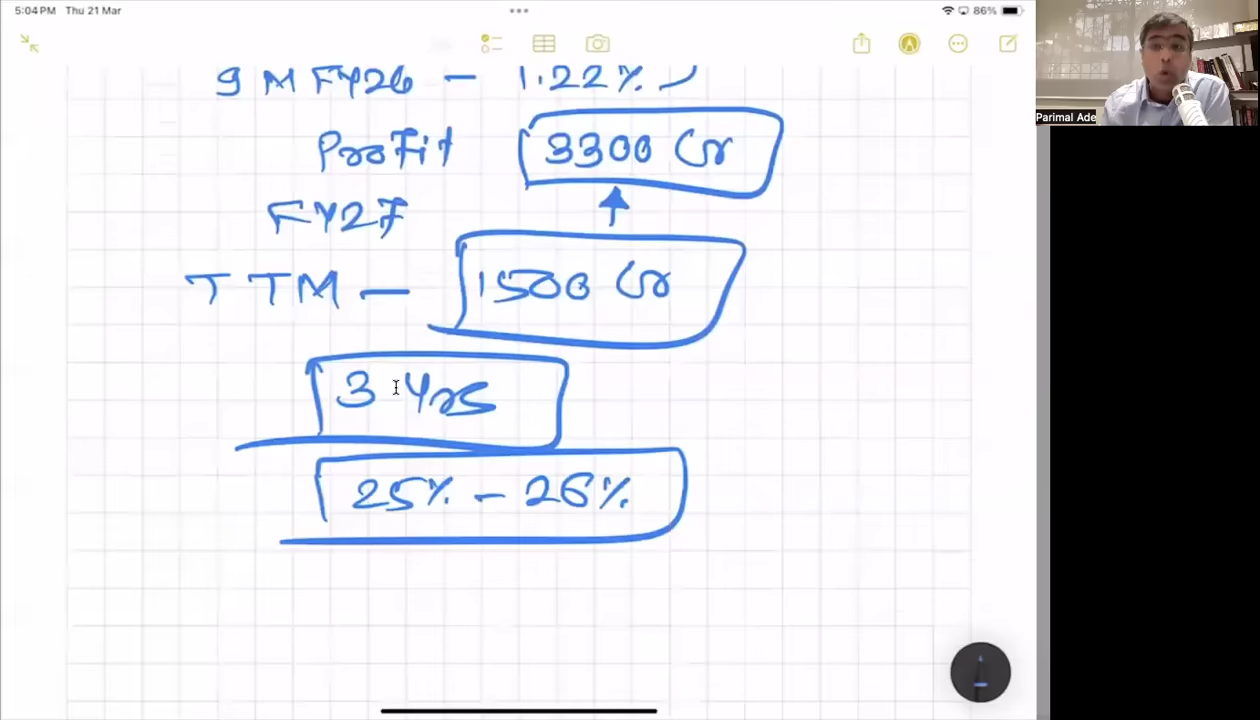 5:04 PM Thu 21 Mar
86%
9 M FY26 - 1.22%
Profit 3300 Cr
FY27
TTM - 1500 Cr
3 Yrs
25% - 26%
Parimal Ade